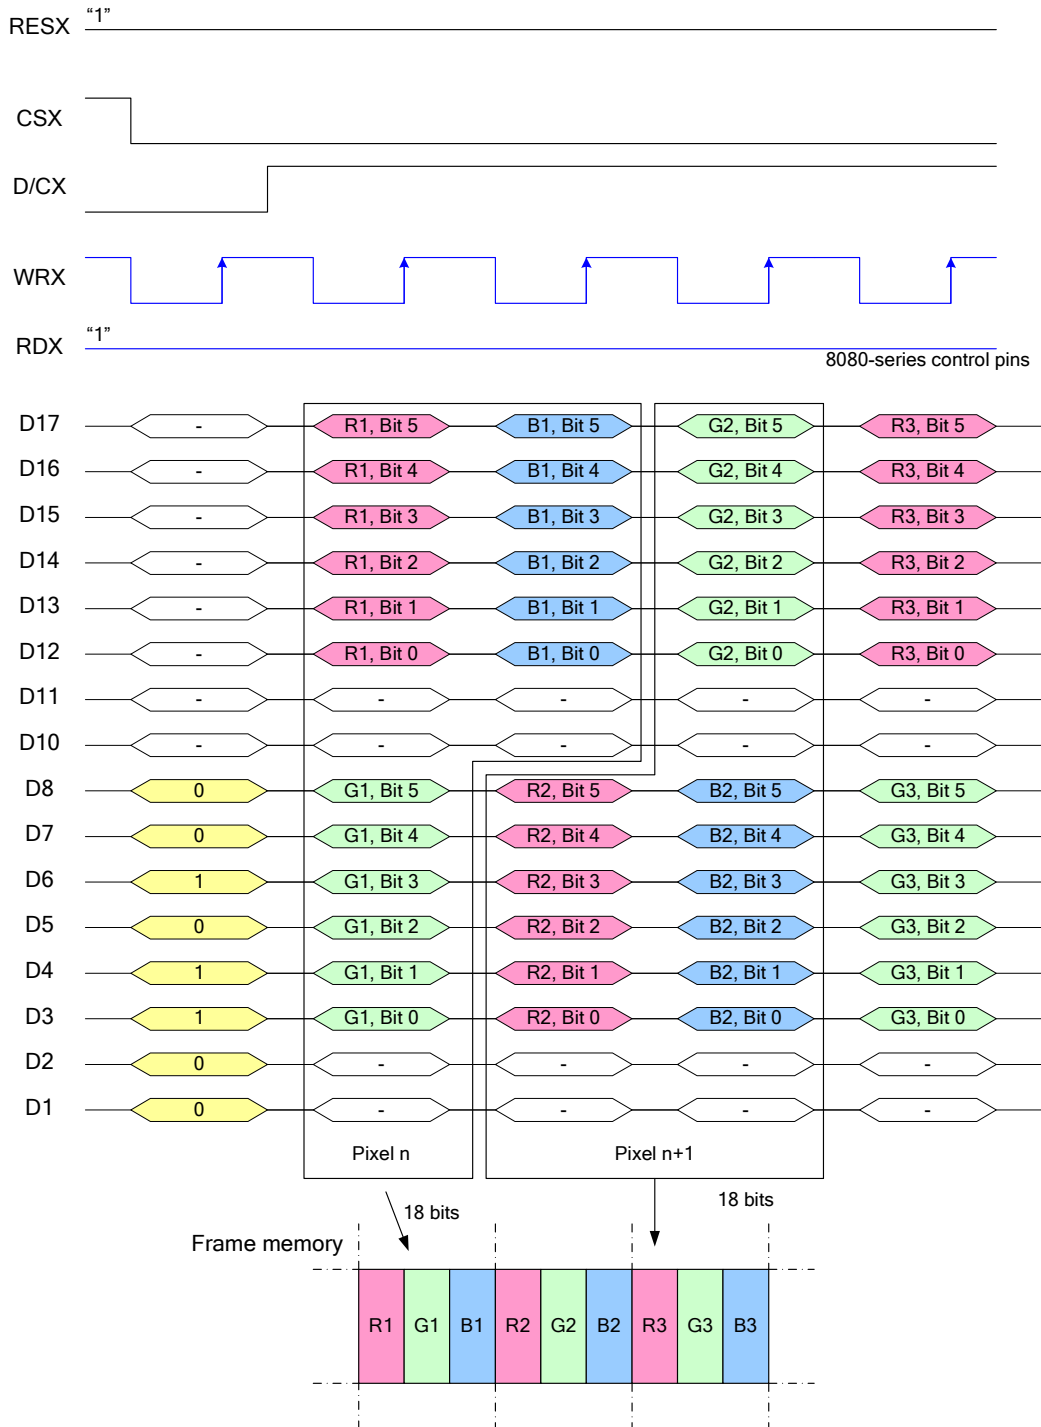 RESX "1"
CSX
D/CX
WRX
RDX "1"
8080-series control pins
D17 - R1, Bit 5 B1, Bit 5 G2, Bit 5 R3, Bit 5
D16 - R1, Bit 4 B1, Bit 4 G2, Bit 4 R3, Bit 4
D15 - R1, Bit 3 B1, Bit 3 G2, Bit 3 R3, Bit 3
D14 - R1, Bit 2 B1, Bit 2 G2, Bit 2 R3, Bit 2
D13 - R1, Bit 1 B1, Bit 1 G2, Bit 1 R3, Bit 1
D12 - R1, Bit 0 B1, Bit 0 G2, Bit 0 R3, Bit 0
D11 - - - - -
D10 - - - - -
D8 0 G1, Bit 5 R2, Bit 5 B2, Bit 5 G3, Bit 5
D7 0 G1, Bit 4 R2, Bit 4 B2, Bit 4 G3, Bit 4
D6 1 G1, Bit 3 R2, Bit 3 B2, Bit 3 G3, Bit 3
D5 0 G1, Bit 2 R2, Bit 2 B2, Bit 2 G3, Bit 2
D4 1 G1, Bit 1 R2, Bit 1 B2, Bit 1 G3, Bit 1
D3 1 G1, Bit 0 R2, Bit 0 B2, Bit 0 G3, Bit 0
D2 0 - - - -
D1 0 - - - -
Pixel n Pixel n+1
18 bits 18 bits
Frame memory
R1 G1 B1 R2 G2 B2 R3 G3 B3